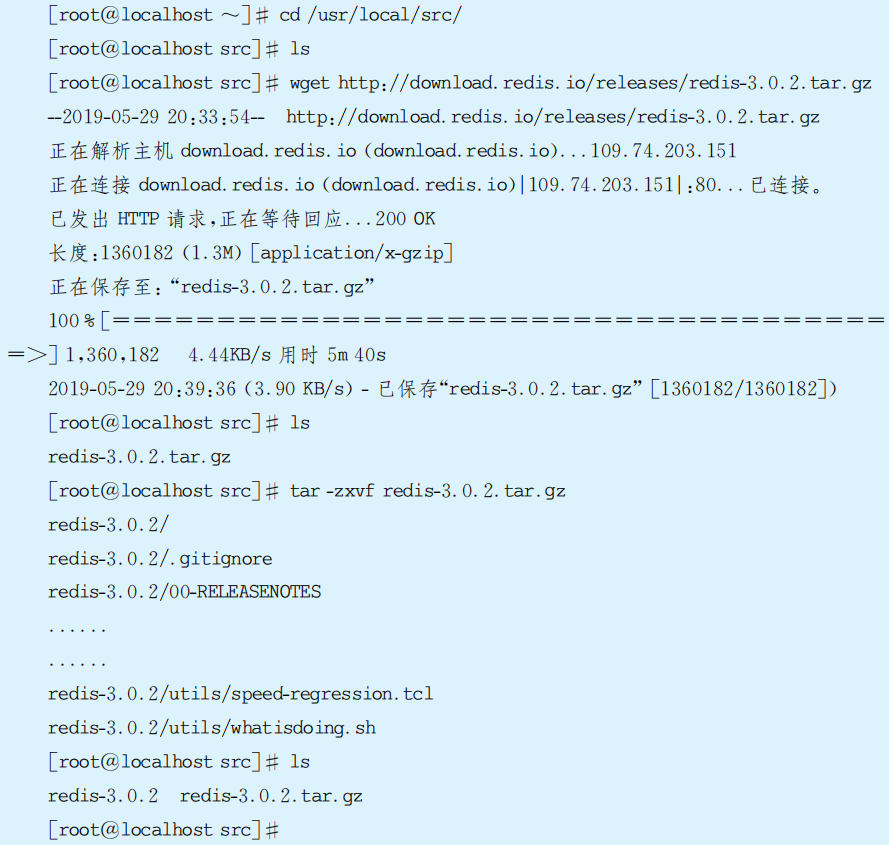 [root@localhost ~]# cd /usr/local/src/
[root@localhost src]# ls
[root@localhost src]# wget http://download.redis.io/releases/redis-3.0.2.tar.gz
--2019-05-29 20:33:54-- http://download.redis.io/releases/redis-3.0.2.tar.gz
正在解析主机 download.redis.io (download.redis.io)...109.74.203.151
正在连接 download.redis.io (download.redis.io)|109.74.203.151|:80...已连接。
已发出 HTTP 请求,正在等待回应...200 OK
长度:1360182 (1.3M) [application/x-gzip]
正在保存至: “redis-3.0.2.tar.gz”
100%[=====================================
=>] 1,360,182 4.44KB/s 用时 5m 40s
2019-05-29 20:39:36 (3.90 KB/s) - 已保存“redis-3.0.2.tar.gz” [1360182/1360182])
[root@localhost src]# ls
redis-3.0.2.tar.gz
[root@localhost src]# tar -zxvf redis-3.0.2.tar.gz
redis-3.0.2/
redis-3.0.2/.gitignore
redis-3.0.2/00-RELEASENOTES
......
......
redis-3.0.2/utils/speed-regression.tcl
redis-3.0.2/utils/whatisdoing.sh
[root@localhost src]# ls
redis-3.0.2 redis-3.0.2.tar.gz
[root@localhost src]#